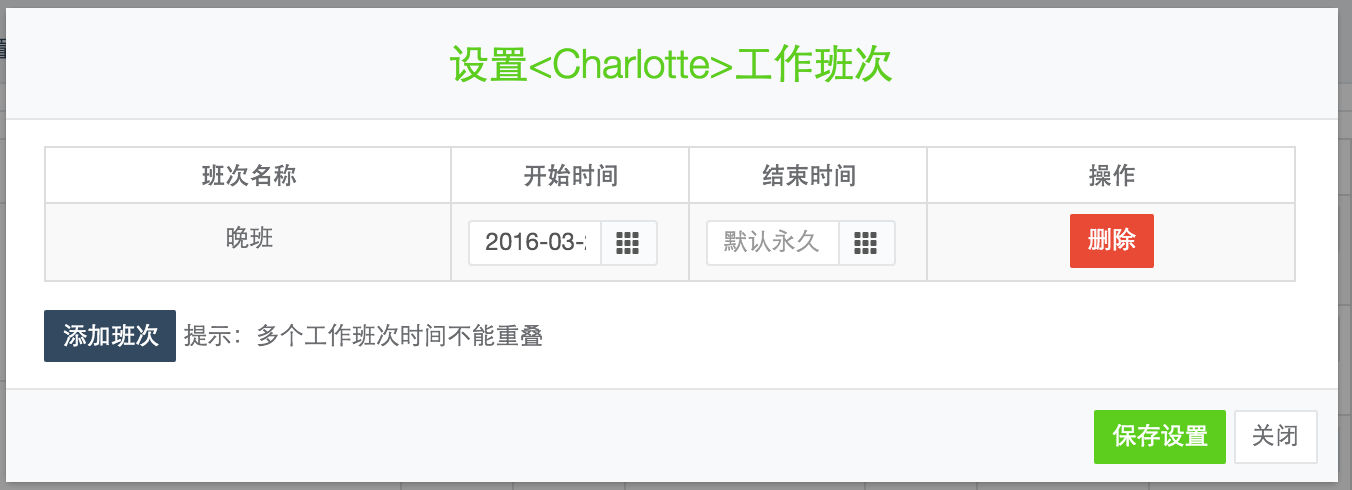 设置<Charlotte>工作班次
班次名称 开始时间 结束时间 操作
晚班 2016-03- 默认永久 删除
添加班次 提示：多个工作班次时间不能重叠
保存设置 关闭